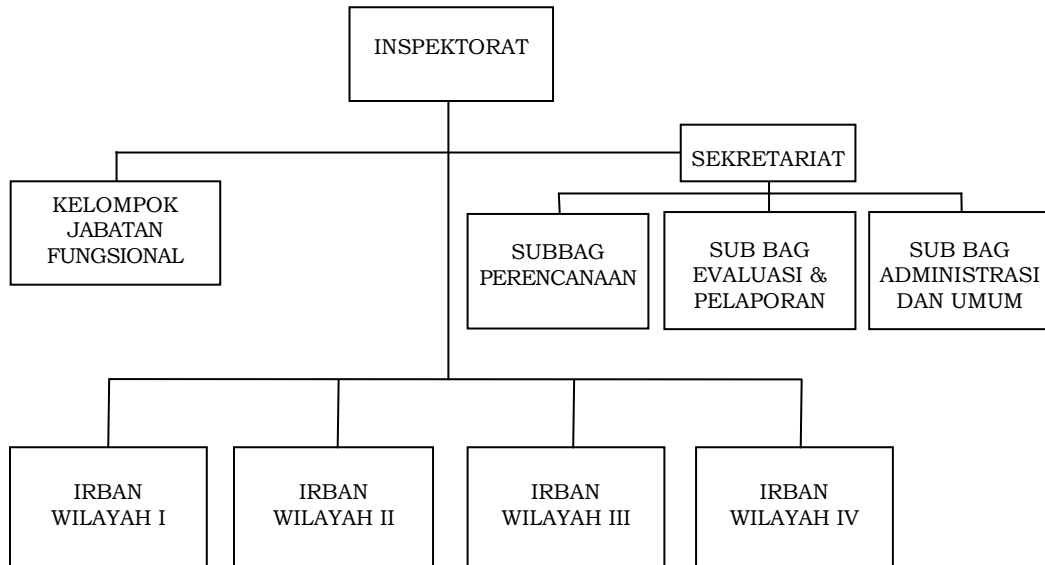 INSPEKTORAT
SEKRETARIAT
KELOMPOK
JABATAN
FUNGSIONAL
SUBBAG
PERENCANAAN
SUB BAG
EVALUASI &
PELAPORAN
SUB BAG
ADMINISTRASI
DAN UMUM
IRBAN
WILAYAH I
IRBAN
WILAYAH II
IRBAN
WILAYAH III
IRBAN
WILAYAH IV